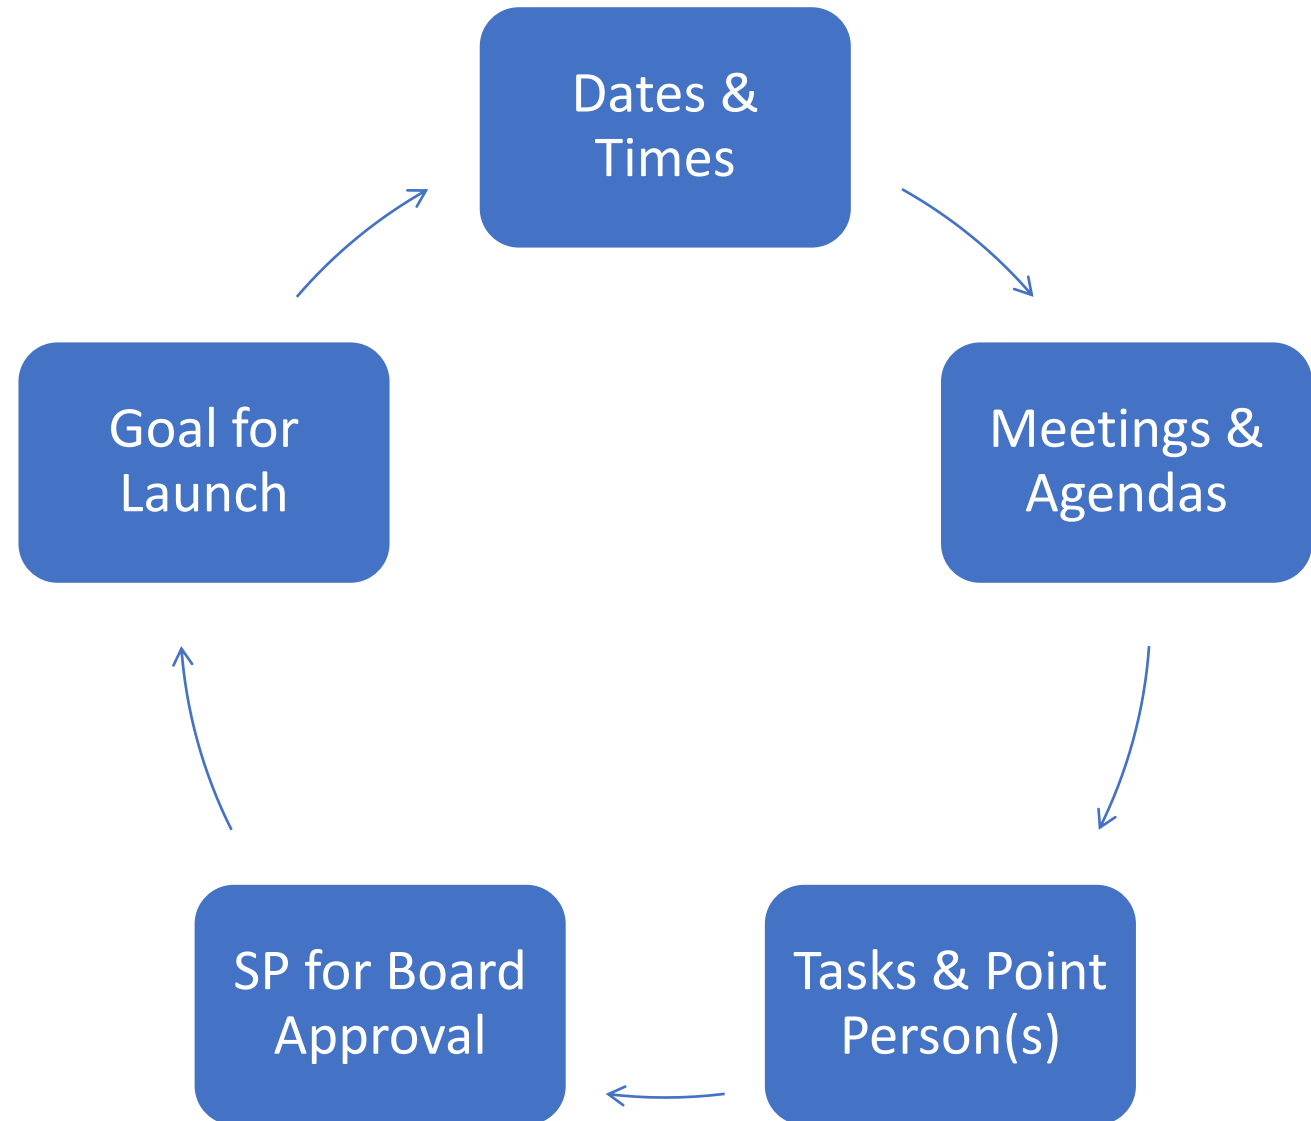 Dates &
Times
Meetings &
Agendas
Tasks & Point
Person(s)
SP for Board
Approval
Goal for
Launch